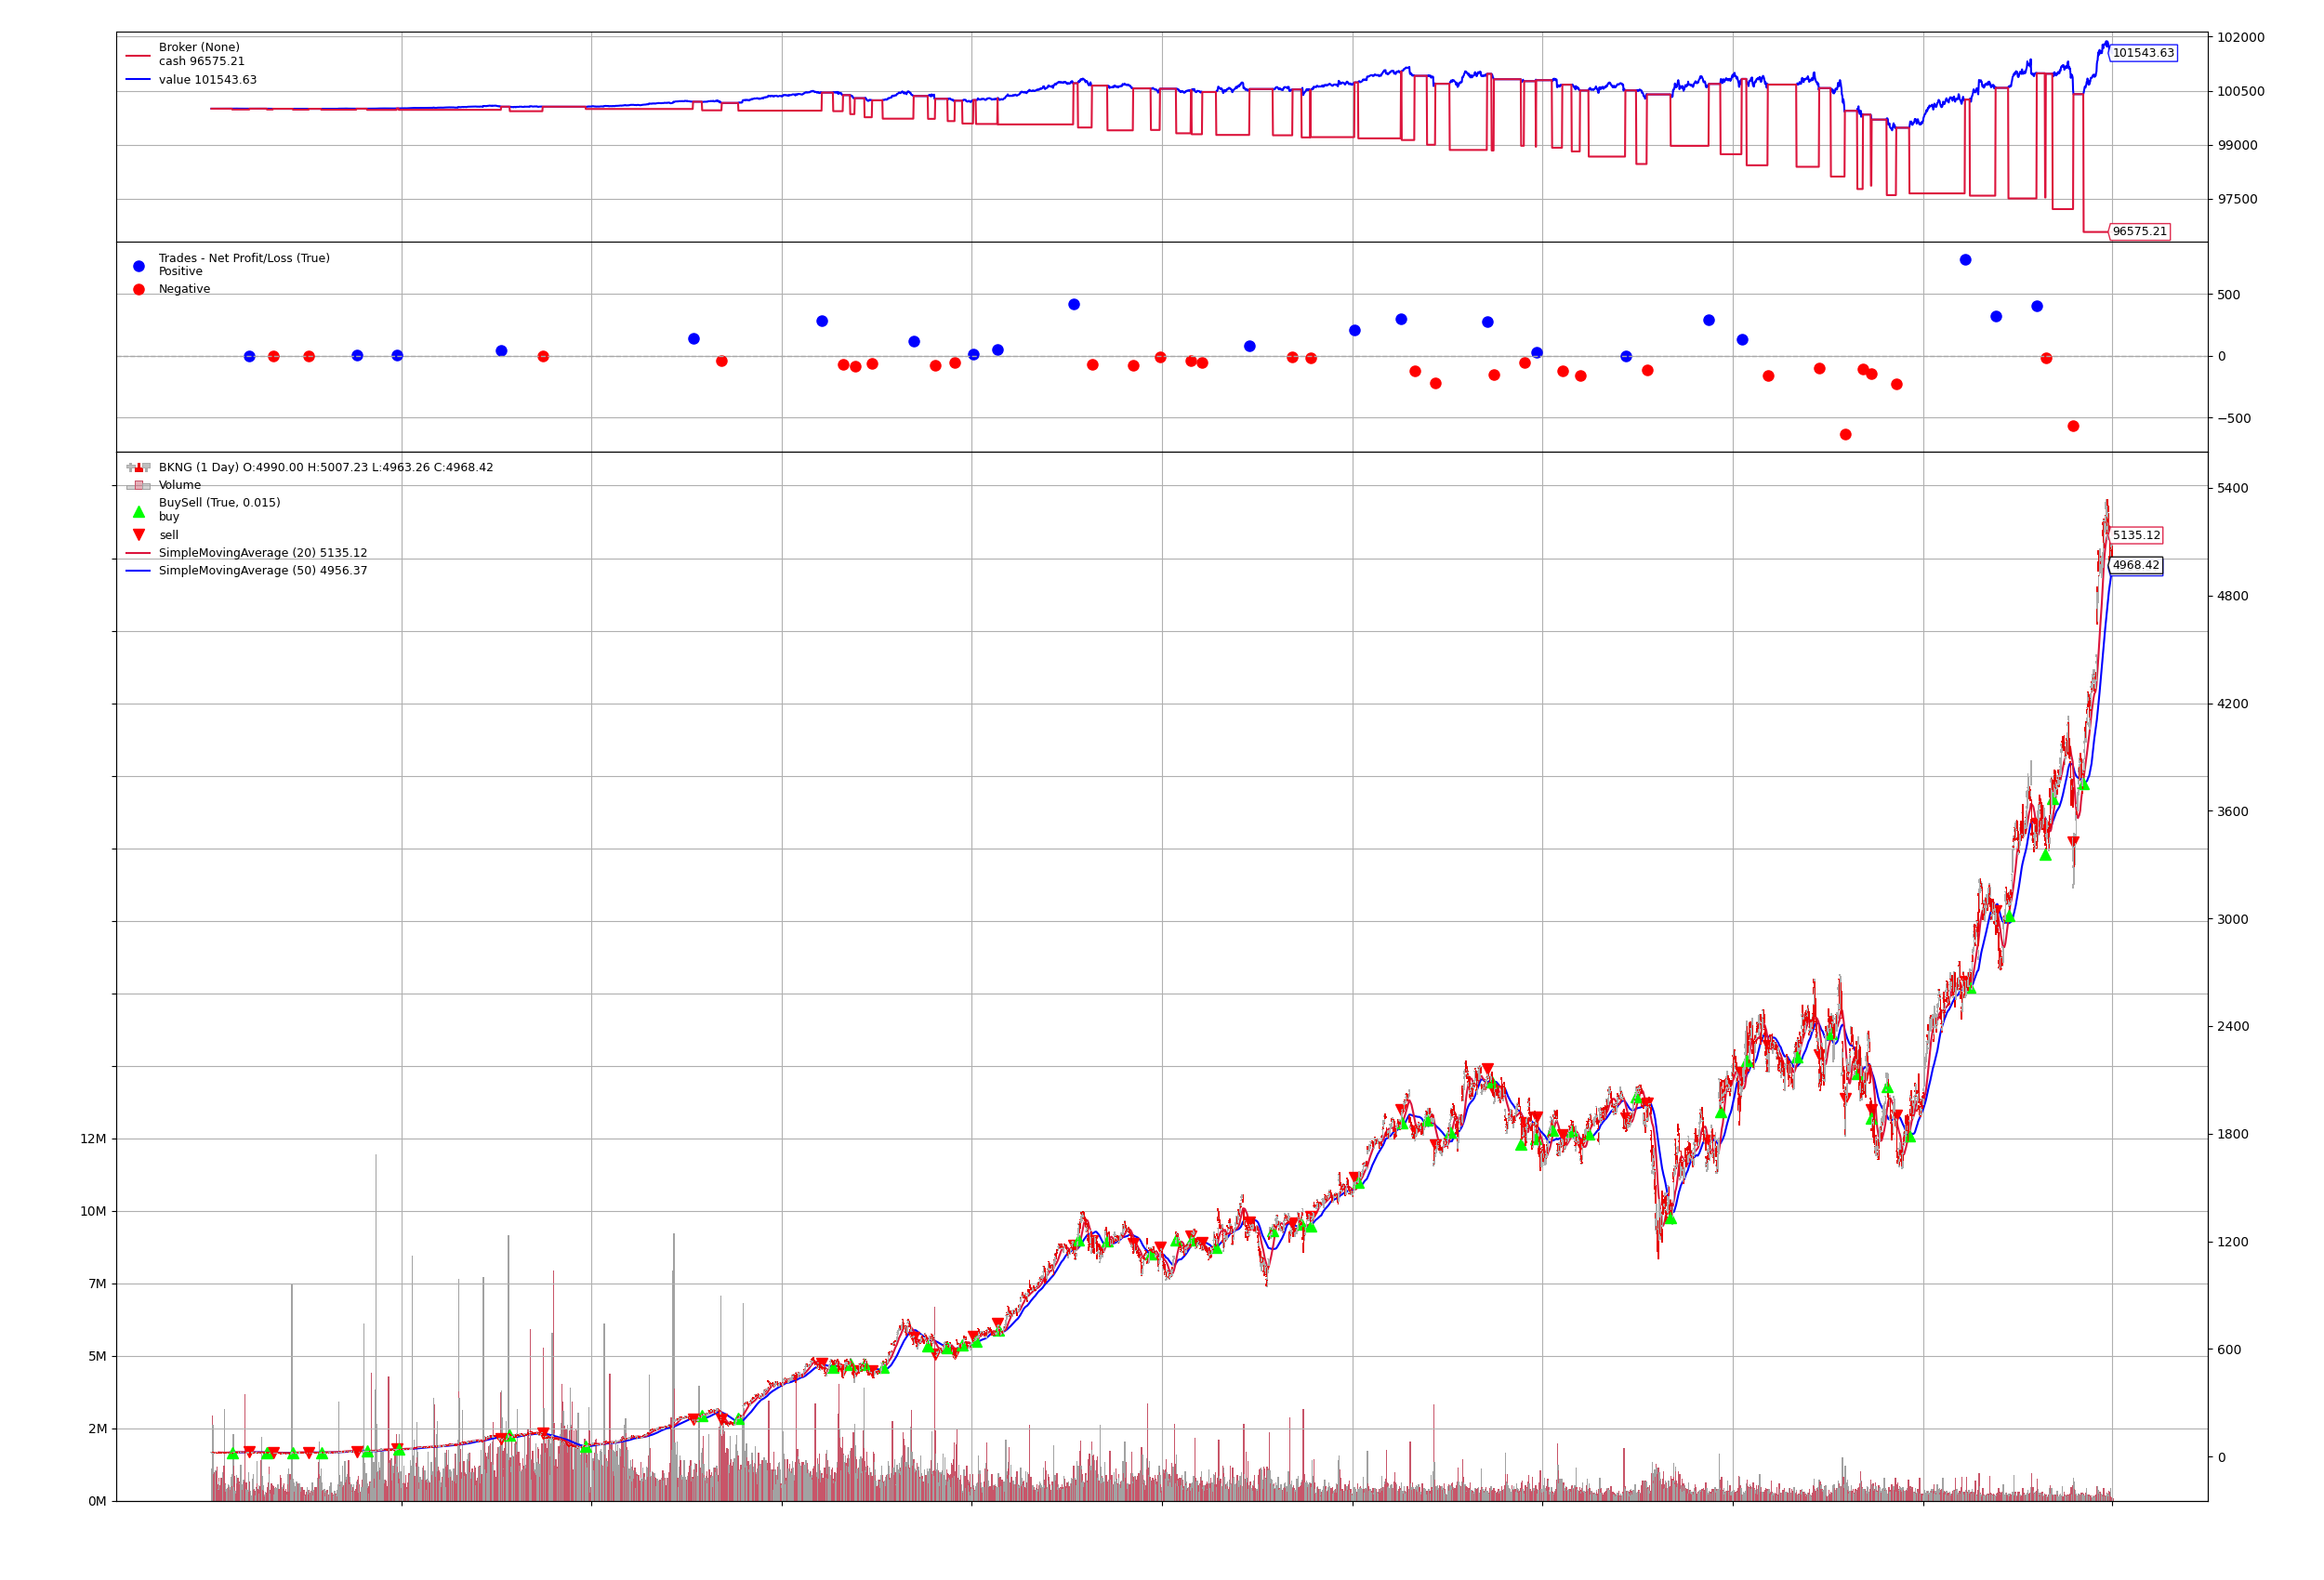 Broker (None)
cash 96575.21
value 101543.63
102000
101543.63
100500
99000
97500
96575.21
Trades - Net Profit/Loss (True)
Positive
Negative
500
0
−500
BKNG (1 Day) O:4990.00 H:5007.23 L:4963.26 C:4968.42
Volume
BuySell (True, 0.015)
buy
sell
SimpleMovingAverage (20) 5135.12
SimpleMovingAverage (50) 4956.37
5400
5135.12
4968.42
4800
4200
3600
3000
2400
1800
1200
600
0
12M
10M
7M
5M
2M
0M